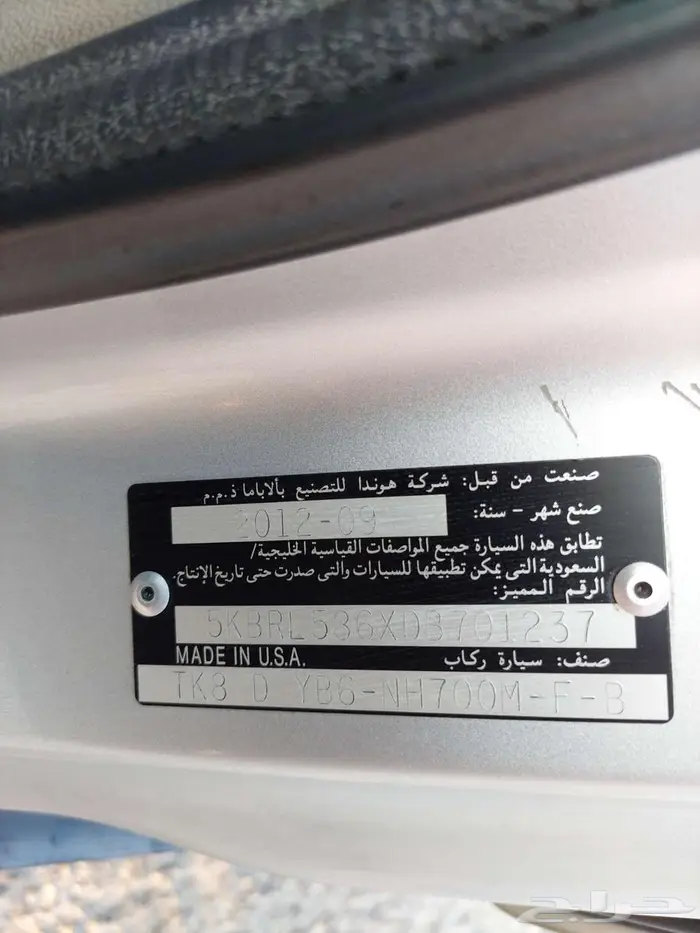 صنعت من قبل: شركة هوندا للتصنيع بألاباما ذ.م.م
صنع شهر - سنة: 2012-09
تطابق هذه السيارة جميع المواصفات القياسية الخليجية/
السعودية التي يمكن تطبيقها للسيارات والتى صدرت حتى تاريخ الإنتاج.
الرقم المميز:
5KBRL536XD3701237
MADE IN U.S.A. صنف: سيارة ركاب
TK8 D YB6-NH700M-F-B
حراج